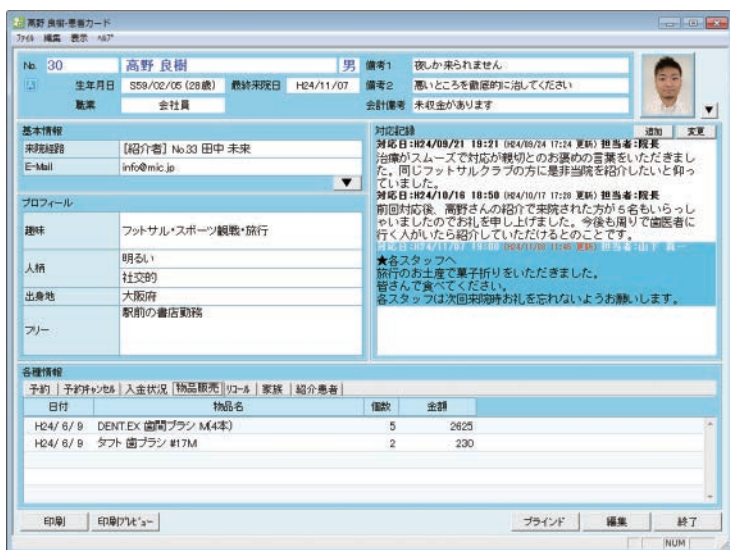 高野 良樹-患者カード
ファイル 編集 表示 ヘルプ
No. 30 高野 良樹 男 備考1 夜しか来られません
生年月日 S59/02/05 (28歳) 最終来院日 H24/11/07 備考2 悪いところを徹底的に治してください
職業 会社員 会計備考 未収金があります
基本情報
来院経路 [紹介者] No.33 田中 未来
E-Mail info@mic.jp
プロフィール
趣味 フットサル・スポーツ観戦・旅行
人柄 明るい
社交的
出身地 大阪府
フリー 駅前の書店勤務
対応記録 追加 変更
対応日:H24/09/21 19:21 (H24/09/24 17:24 更新) 担当者:院長
治療がスムーズで対応が親切とのお褒めの言葉をいただきまし
た。同じフットサルクラブの方に是非当院を紹介したいと仰っ
ていました。
対応日:H24/10/16 18:50 (H24/10/17 17:28 更新) 担当者:院長
前回対応後、高野さんの紹介で来院された方が5名もいらっし
ゃいましたのでお礼を申し上げました。今後も周りで歯医者に
行く人がいたら紹介していただけるとのことです。
対応日:H24/11/07 19:00 (H24/11/08 11:45 更新) 担当者:山下 真一
★各スタッフへ
旅行のお土産で菓子折りをいただきました。
皆さんで食べてください。
各スタッフは次回来院時お礼を忘れないようお願いします。
各種情報
予約 予約キャンセル 入金状況 物品販売 リコール 家族 紹介患者
日付 物品名 個数 金額
H24/ 6/ 9 DENT.EX 歯間ブラシ M(4本) 5 2625
H24/ 6/ 9 タフト 歯ブラシ #17M 2 230
印刷 印刷プレビュー ブラインド 編集 終了
NUM